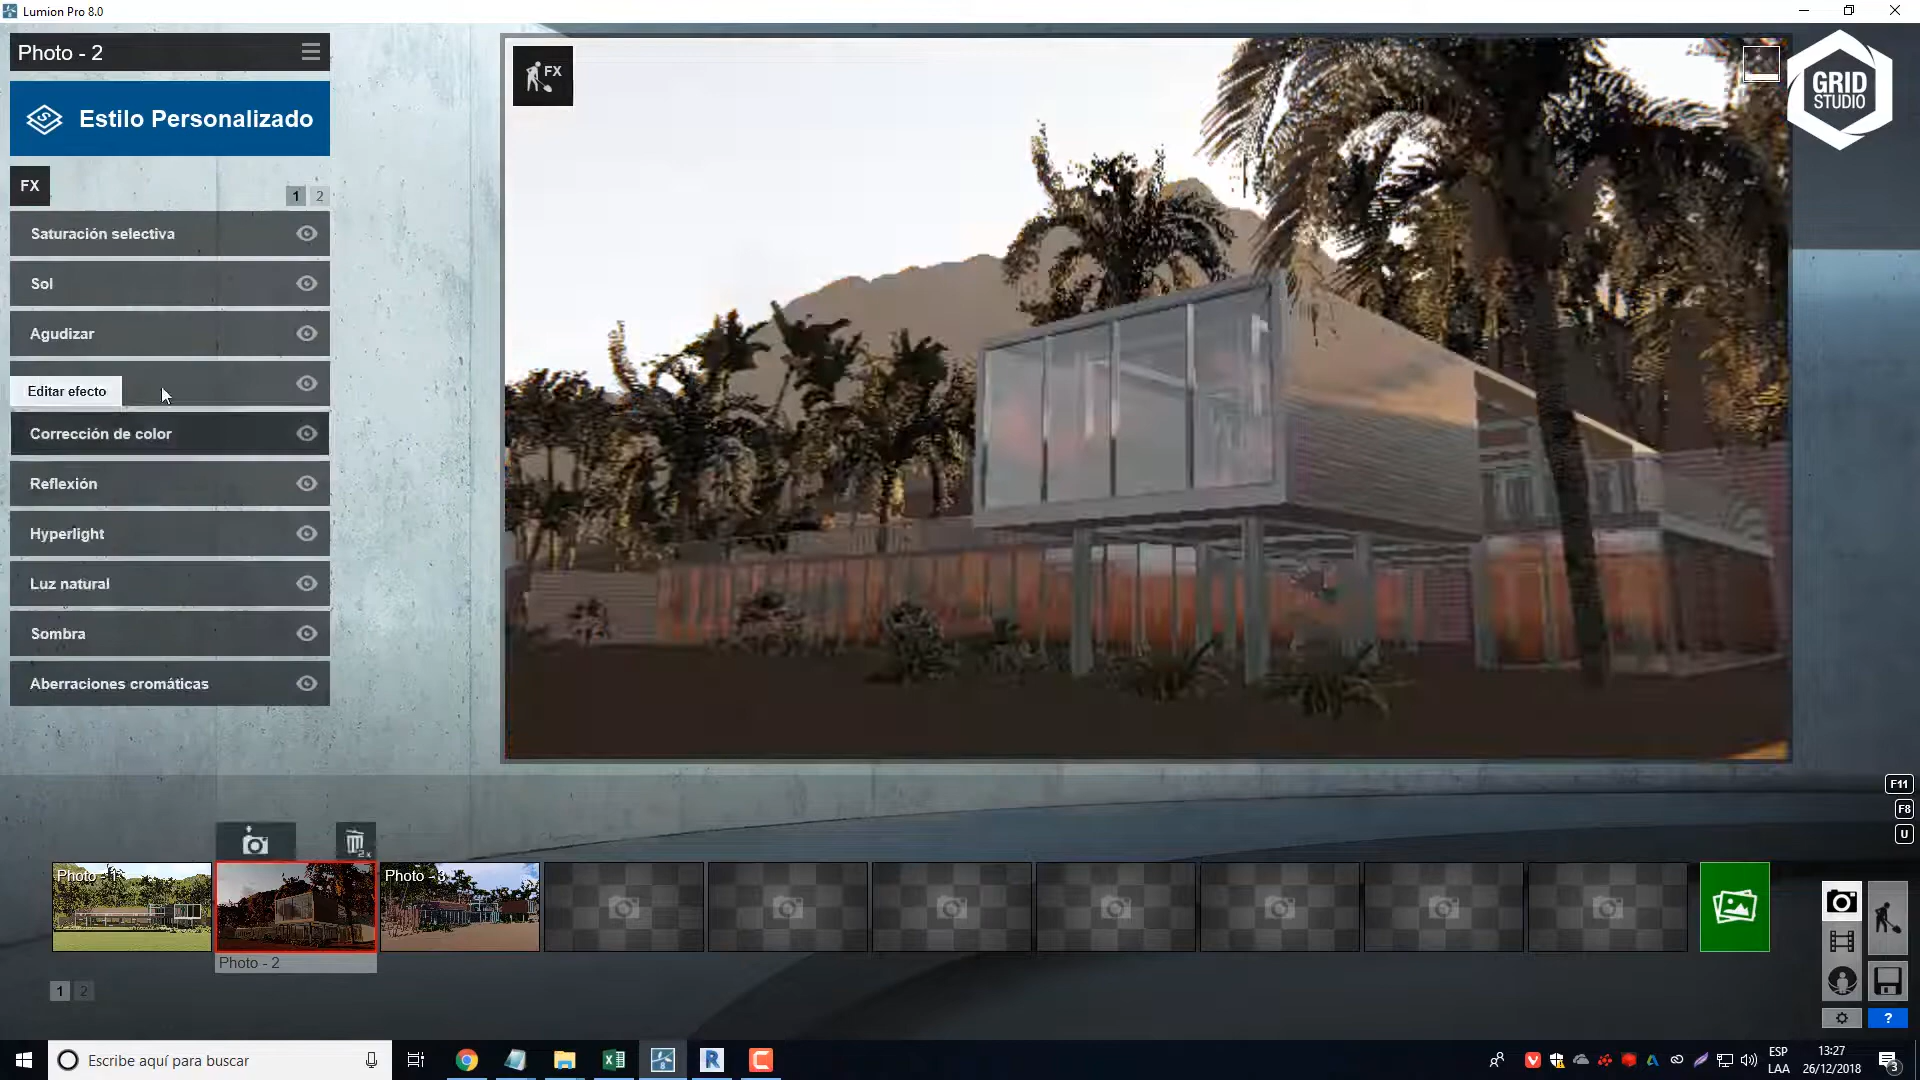 Lumion Pro 8.0
Photo - 2
Estilo Personalizado
FX
1 2
Saturación selectiva
Sol
Agudizar
Editar efecto
Corrección de color
Reflexión
Hyperlight
Luz natural
Sombra
Aberraciones cromáticas
FX
GRID
STUDIO
F11
F8
U
Photo - 1
Photo - 3
Photo - 2
1 2
?
Escribe aquí para buscar
ESP
LAA
13:27
26/12/2018
3